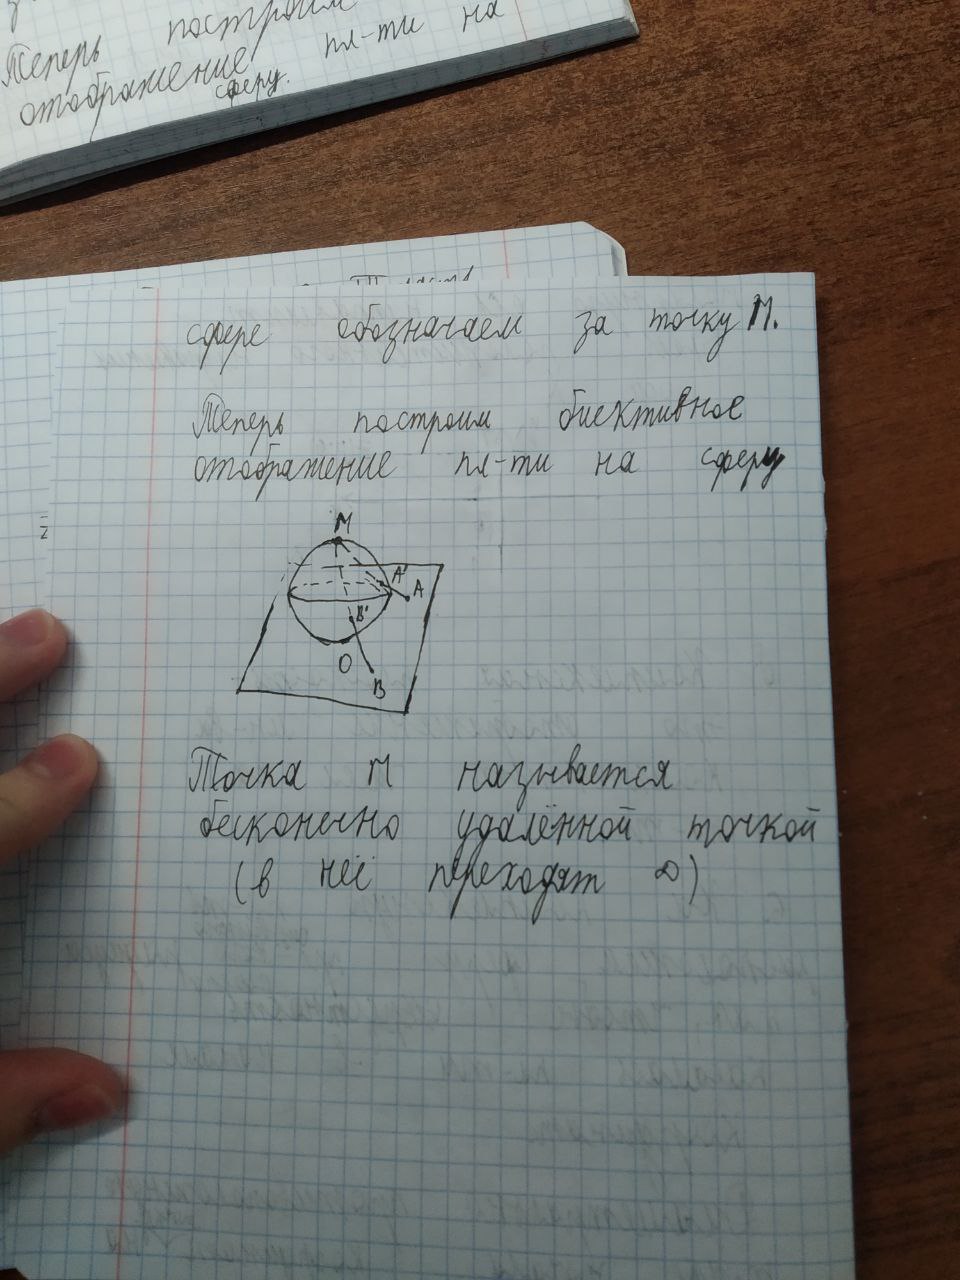 Теперь построим
отображение пл-ти на
сферу.
сфере обозначаем за точку M.
Теперь построим биективное
отображение пл-ти на сферу
M
A'
A
B'
O
B
Точка M называется
бесконечно удалённой точкой
(в неё переходят ∞)